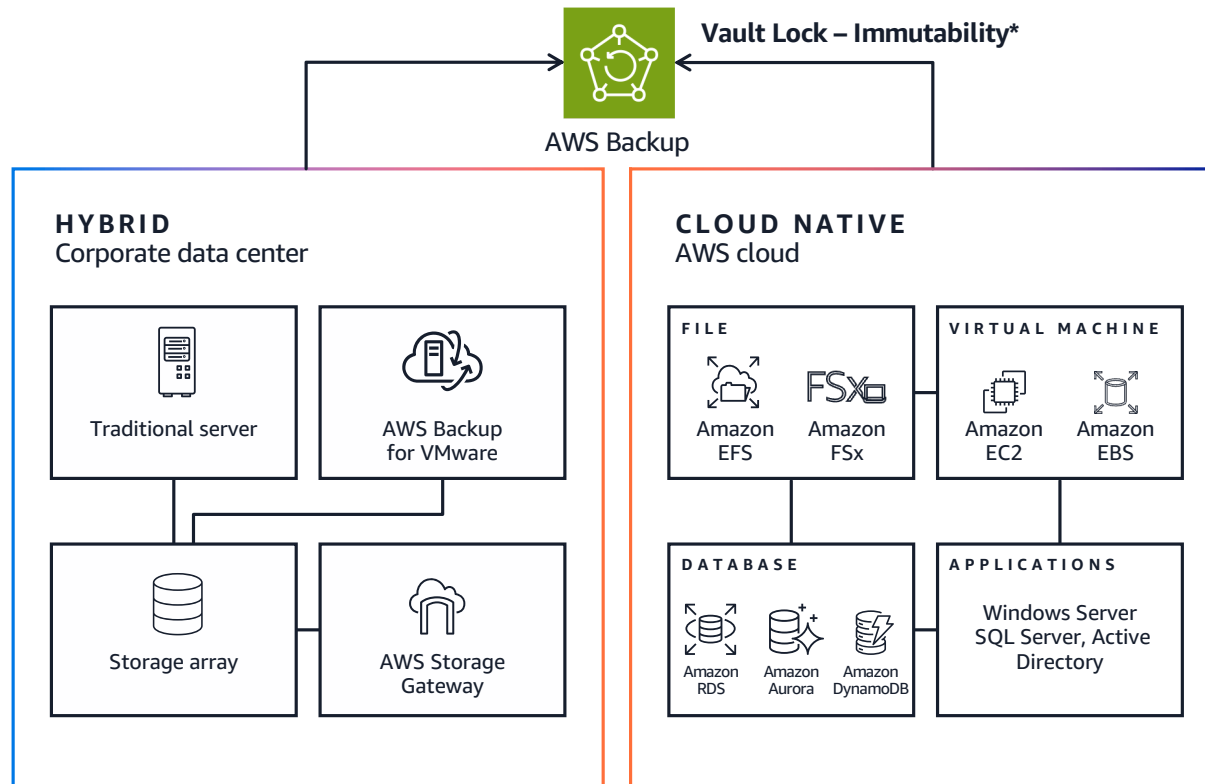 Vault Lock – Immutability*
AWS Backup
HYBRID
Corporate data center
Traditional server
AWS Backup
for VMware
Storage array
AWS Storage
Gateway
CLOUD NATIVE
AWS cloud
FILE
Amazon
EFS
FSx
Amazon
FSx
VIRTUAL MACHINE
Amazon
EC2
Amazon
EBS
DATABASE
Amazon
RDS
Amazon
Aurora
Amazon
DynamoDB
APPLICATIONS
Windows Server
SQL Server, Active
Directory